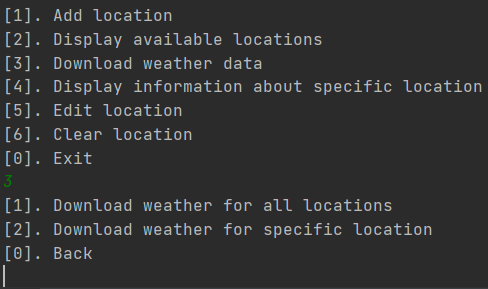 [1]. Add location
[2]. Display available locations
[3]. Download weather data
[4]. Display information about specific location
[5]. Edit location
[6]. Clear location
[0]. Exit
3
[1]. Download weather for all locations
[2]. Download weather for specific location
[0]. Back